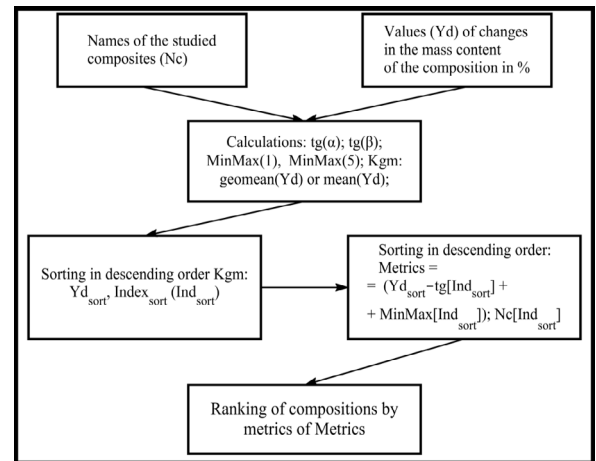 Names of the studied
composites (Nc)
Values (Yd) of changes
in the mass content
of the composition in %
Calculations: tg(α); tg(β);
MinMax(1), MinMax(5); Kgm:
geomean(Yd) or mean(Yd);
Sorting in descending order Kgm:
Yd_sort, Index_sort (Ind_sort)
Sorting in descending order:
Metrics =
= (Yd_sort−tg[Ind_sort] +
+ MinMax[Ind_sort]); Nc[Ind_sort]
Ranking of compositions by
metrics of Metrics